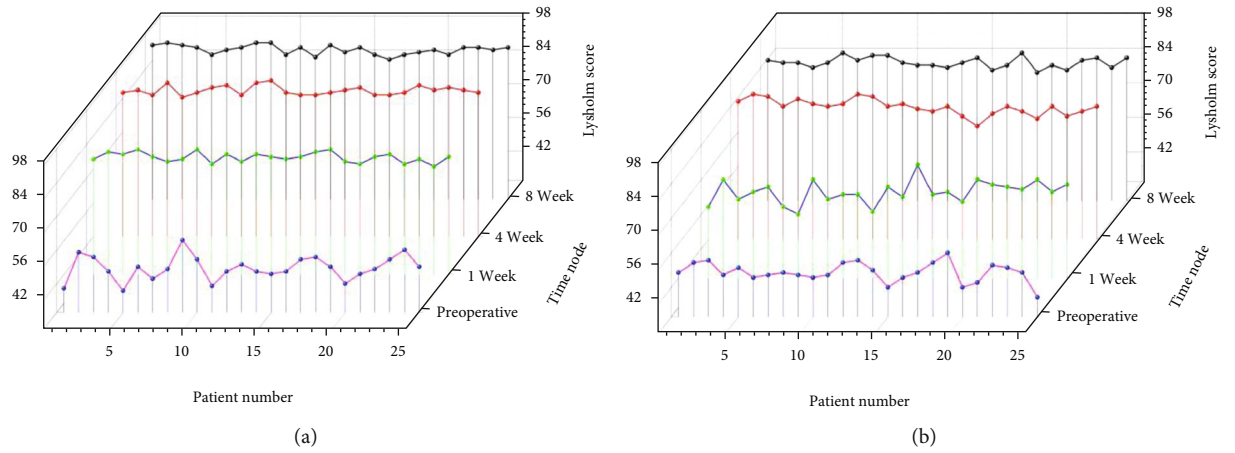 98
84
70
56
42
Lysholm score
98
84
70
56
42
8 Week
4 Week
1 Week
Preoperative
Time node
5
10
15
20
25
Patient number
(a)
98
84
70
56
42
Lysholm score
98
84
70
56
42
8 Week
4 Week
1 Week
Preoperative
Time node
5
10
15
20
25
Patient number
(b)